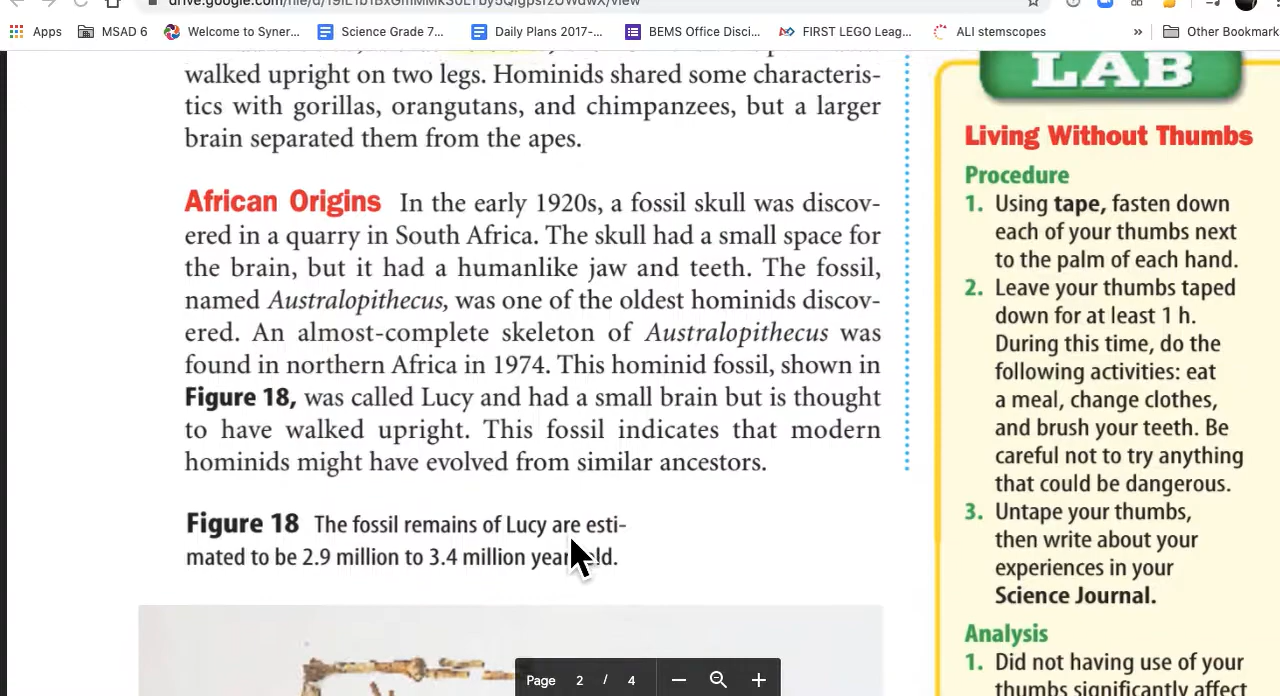 Apps MSAD 6 Welcome to Syner... Science Grade 7... Daily Plans 2017-... BEMS Office Disci... FIRST LEGO Leag... ALI stemscopes » Other Bookmark
walked upright on two legs. Hominids shared some characteris-
tics with gorillas, orangutans, and chimpanzees, but a larger
brain separated them from the apes.
African Origins In the early 1920s, a fossil skull was discov-
ered in a quarry in South Africa. The skull had a small space for
the brain, but it had a humanlike jaw and teeth. The fossil,
named Australopithecus, was one of the oldest hominids discov-
ered. An almost-complete skeleton of Australopithecus was
found in northern Africa in 1974. This hominid fossil, shown in
Figure 18, was called Lucy and had a small brain but is thought
to have walked upright. This fossil indicates that modern
hominids might have evolved from similar ancestors.
Figure 18 The fossil remains of Lucy are esti-
mated to be 2.9 million to 3.4 million years old.
LAB
Living Without Thumbs
Procedure
1. Using tape, fasten down
each of your thumbs next
to the palm of each hand.
2. Leave your thumbs taped
down for at least 1 h.
During this time, do the
following activities: eat
a meal, change clothes,
and brush your teeth. Be
careful not to try anything
that could be dangerous.
3. Untape your thumbs,
then write about your
experiences in your
Science Journal.
Analysis
1. Did not having use of your
thumbs significantly affect
Page 2 / 4